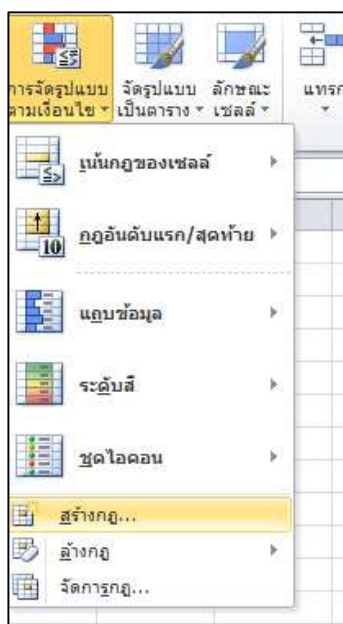 การจัดรูปแบบ จัดรูปแบบ ลักษณะ แทรก
ตามเงื่อนไข เป็นตาราง เซลล์
เน้นกฎของเซลล์
10 กฎอันดับแรก/สุดท้าย
แถบข้อมูล
ระดับสี
ชุดไอคอน
สร้างกฎ...
ล้างกฎ
จัดการกฎ...